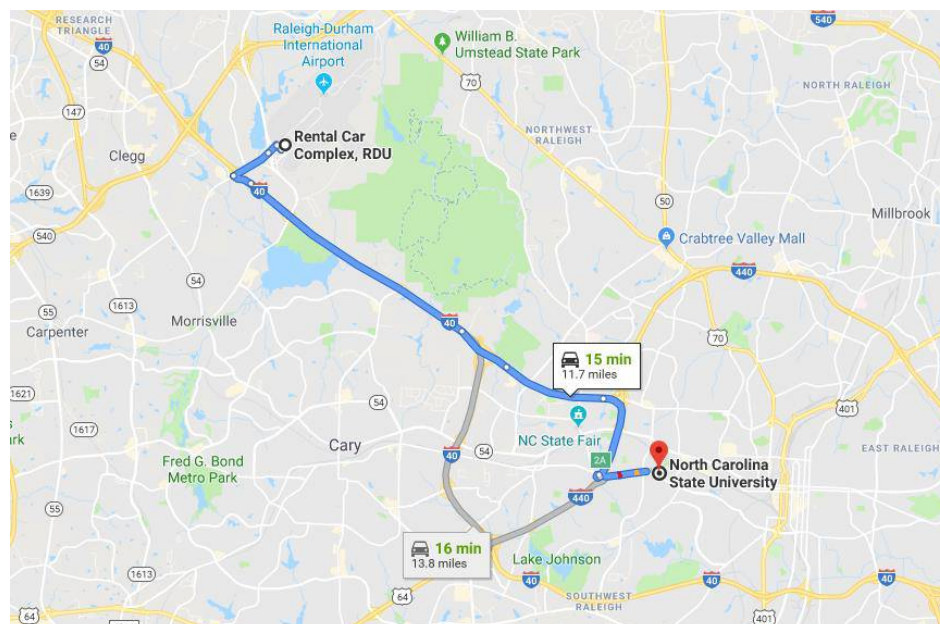 RESEARCH
TRIANGLE
40
54
Raleigh-Durham
International
Airport
William B.
Umstead State Park
540
70
NORTH RALEIGH
147
e
Clegg
Rental Car
Complex, RDU
NORTHWEST
RALEIGH
1639
40
50
Millbrook
540
Crabtree Valley Mall
440
54
55
1613
Carpenter
Morrisville
40
70
15 min
11.7 miles
1621
54
401
rk
1617
Cary
NC State Fair
54
40
EAST RALEIGH
Fred G. Bond
Metro Park
2A
North Carolina
State University
440
55
16 min
13.8 miles
Lake Johnson
1613
40
40
40
64
SOUTHWEST
RALEIGH
64
401